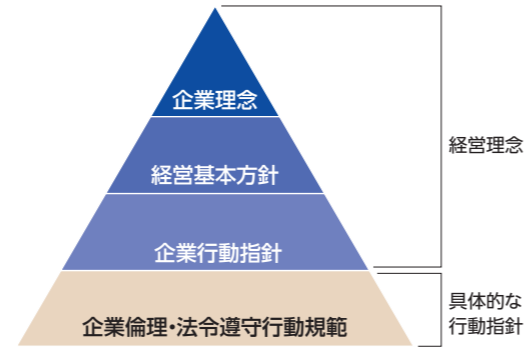 企業理念
経営基本方針
企業行動指針
企業倫理・法令遵守行動規範
経営理念
具体的な
行動指針